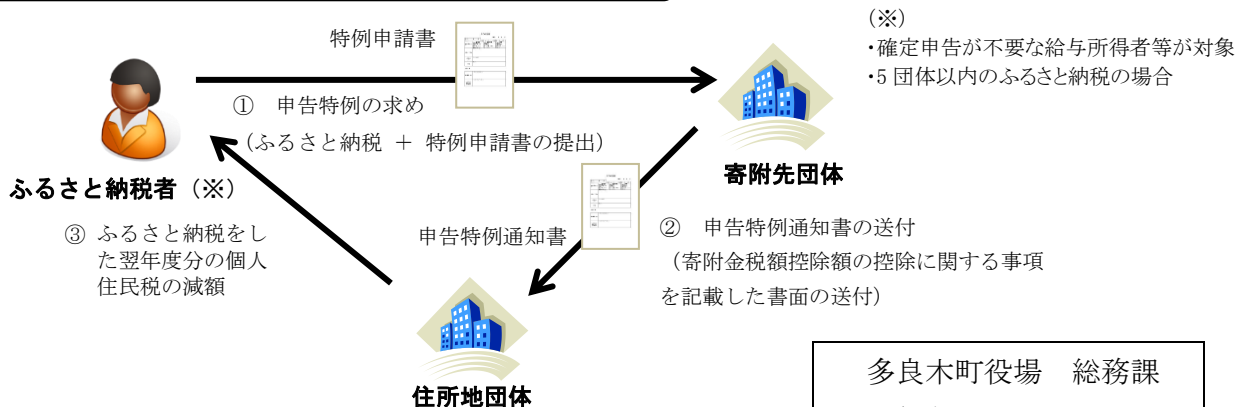 特例申請書
① 申告特例の求め
(ふるさと納税 + 特例申請書の提出)
ふるさと納税者(※)
寄附先団体
(※)
・確定申告が不要な給与所得者等が対象
・5 団体以内のふるさと納税の場合
② 申告特例通知書の送付
(寄附金税額控除額の控除に関する事項
を記載した書面の送付)
申告特例通知書
③ ふるさと納税をし
た翌年度分の個人
住民税の減額
住所地団体
多良木町役場 総務課